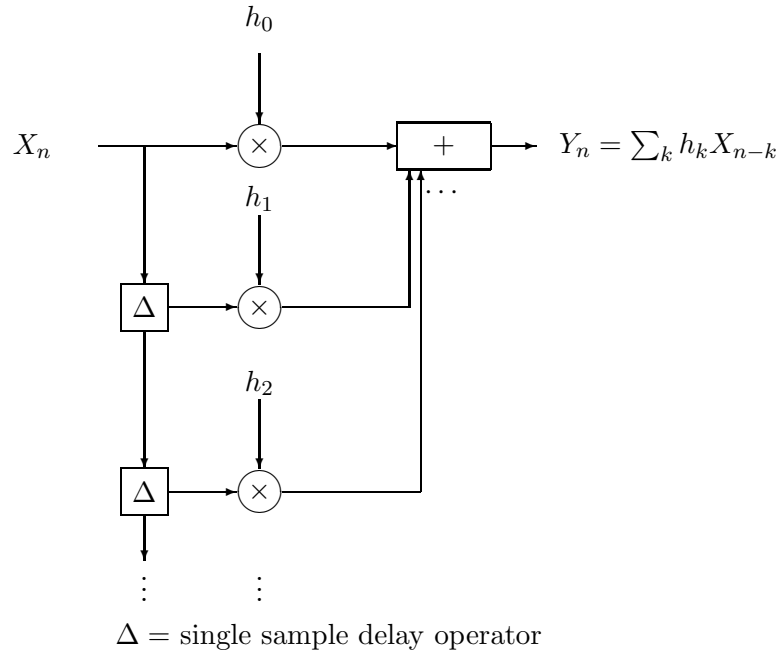 h_0
X_n × + Y_n = ∑_k h_k X_{n−k}
h_1 ⋯
Δ ×
h_2
Δ ×
⋮ ⋮
Δ = single sample delay operator